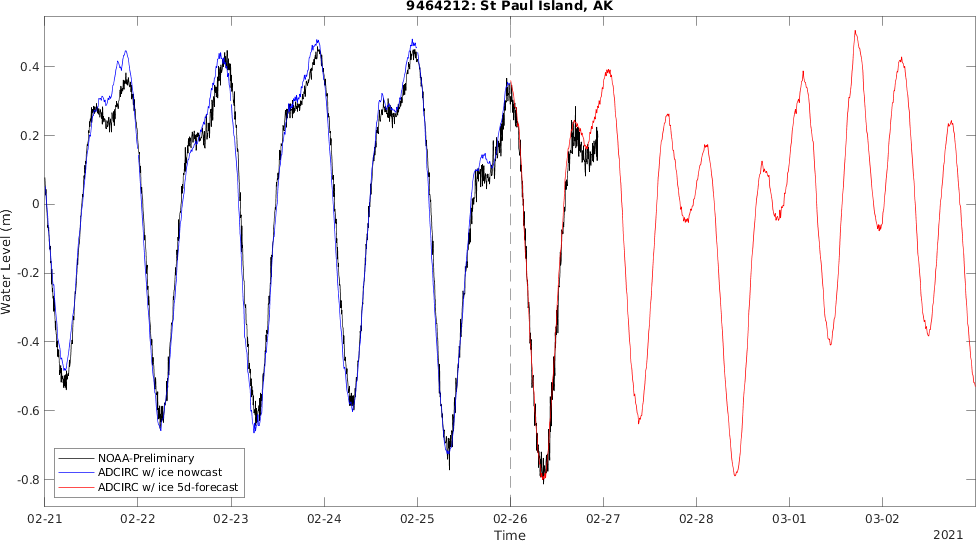 9464212: St Paul Island, AK
Water Level (m)
0.4
0.2
0
-0.2
-0.4
-0.6
-0.8
NOAA-Preliminary
ADCIRC w/ ice nowcast
ADCIRC w/ ice 5d-forecast
02-21 02-22 02-23 02-24 02-25 02-26 02-27 02-28 03-01 03-02
Time
2021